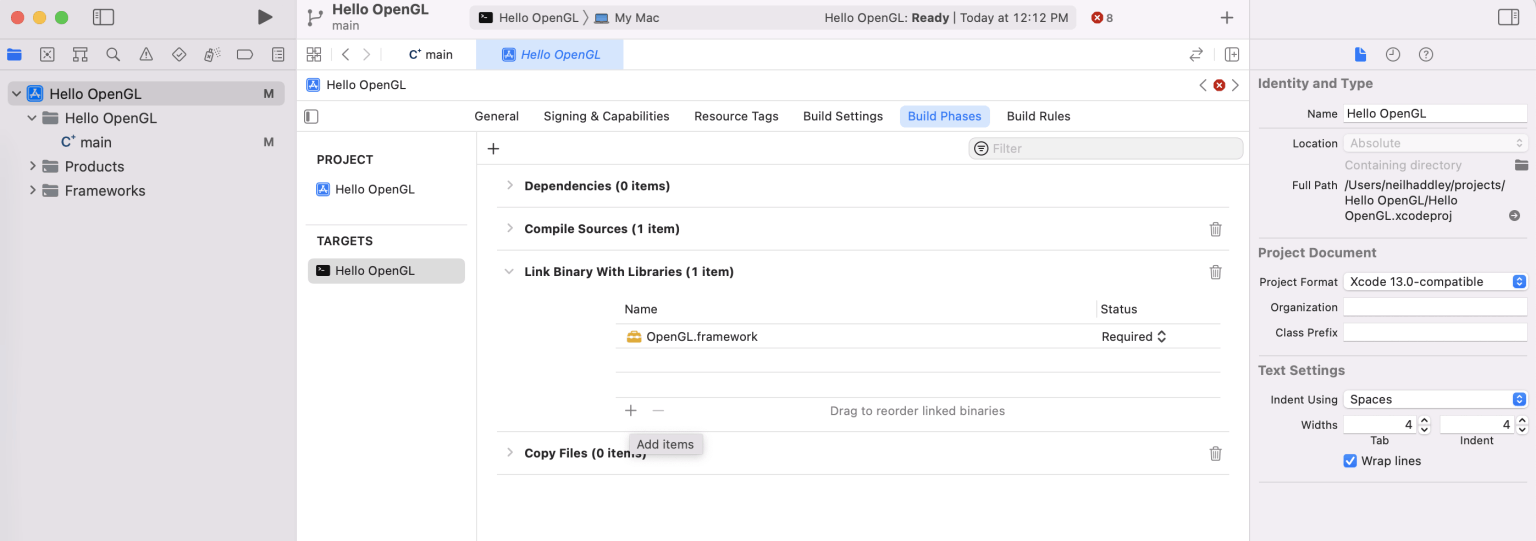 Hello OpenGL
main
Hello OpenGL
My Mac
Hello OpenGL: Ready | Today at 12:12 PM
8
main
Hello OpenGL
Hello OpenGL
M
Hello OpenGL
main
M
Products
Frameworks
Hello OpenGL
General
Signing & Capabilities
Resource Tags
Build Settings
Build Phases
Build Rules
PROJECT
Hello OpenGL
TARGETS
Hello OpenGL
Filter
Dependencies (0 items)
Compile Sources (1 item)
Link Binary With Libraries (1 item)
Name
Status
OpenGL.framework
Required
Drag to reorder linked binaries
Add items
Copy Files (0 items)
Identity and Type
Name
Hello OpenGL
Location
Absolute
Containing directory
Full Path
/Users/neilhaddley/projects/
Hello OpenGL/Hello
OpenGL.xcodeproj
Project Document
Project Format
Xcode 13.0-compatible
Organization
Class Prefix
Text Settings
Indent Using
Spaces
Widths
4
4
Tab
Indent
Wrap lines